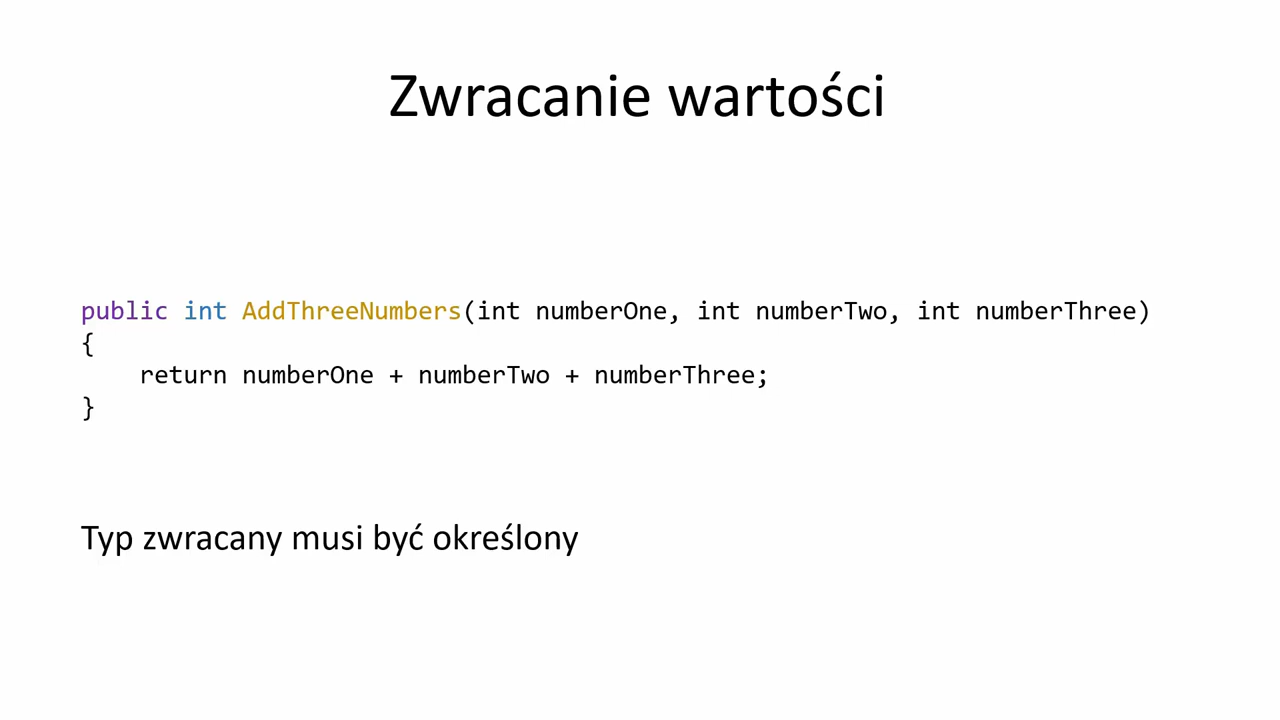 Zwracanie wartości
public int AddThreeNumbers(int numberOne, int numberTwo, int numberThree)
{
    return numberOne + numberTwo + numberThree;
}
Typ zwracany musi być określony